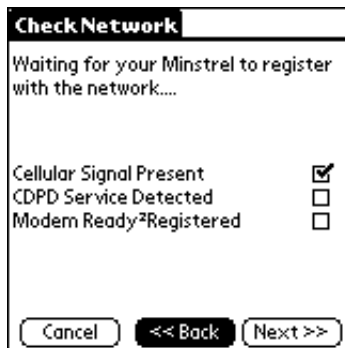 Check Network
Waiting for your Minstrel to register
with the network....
Cellular Signal Present
CDPD Service Detected
Modem Ready²Registered
Cancel
<< Back
Next >>